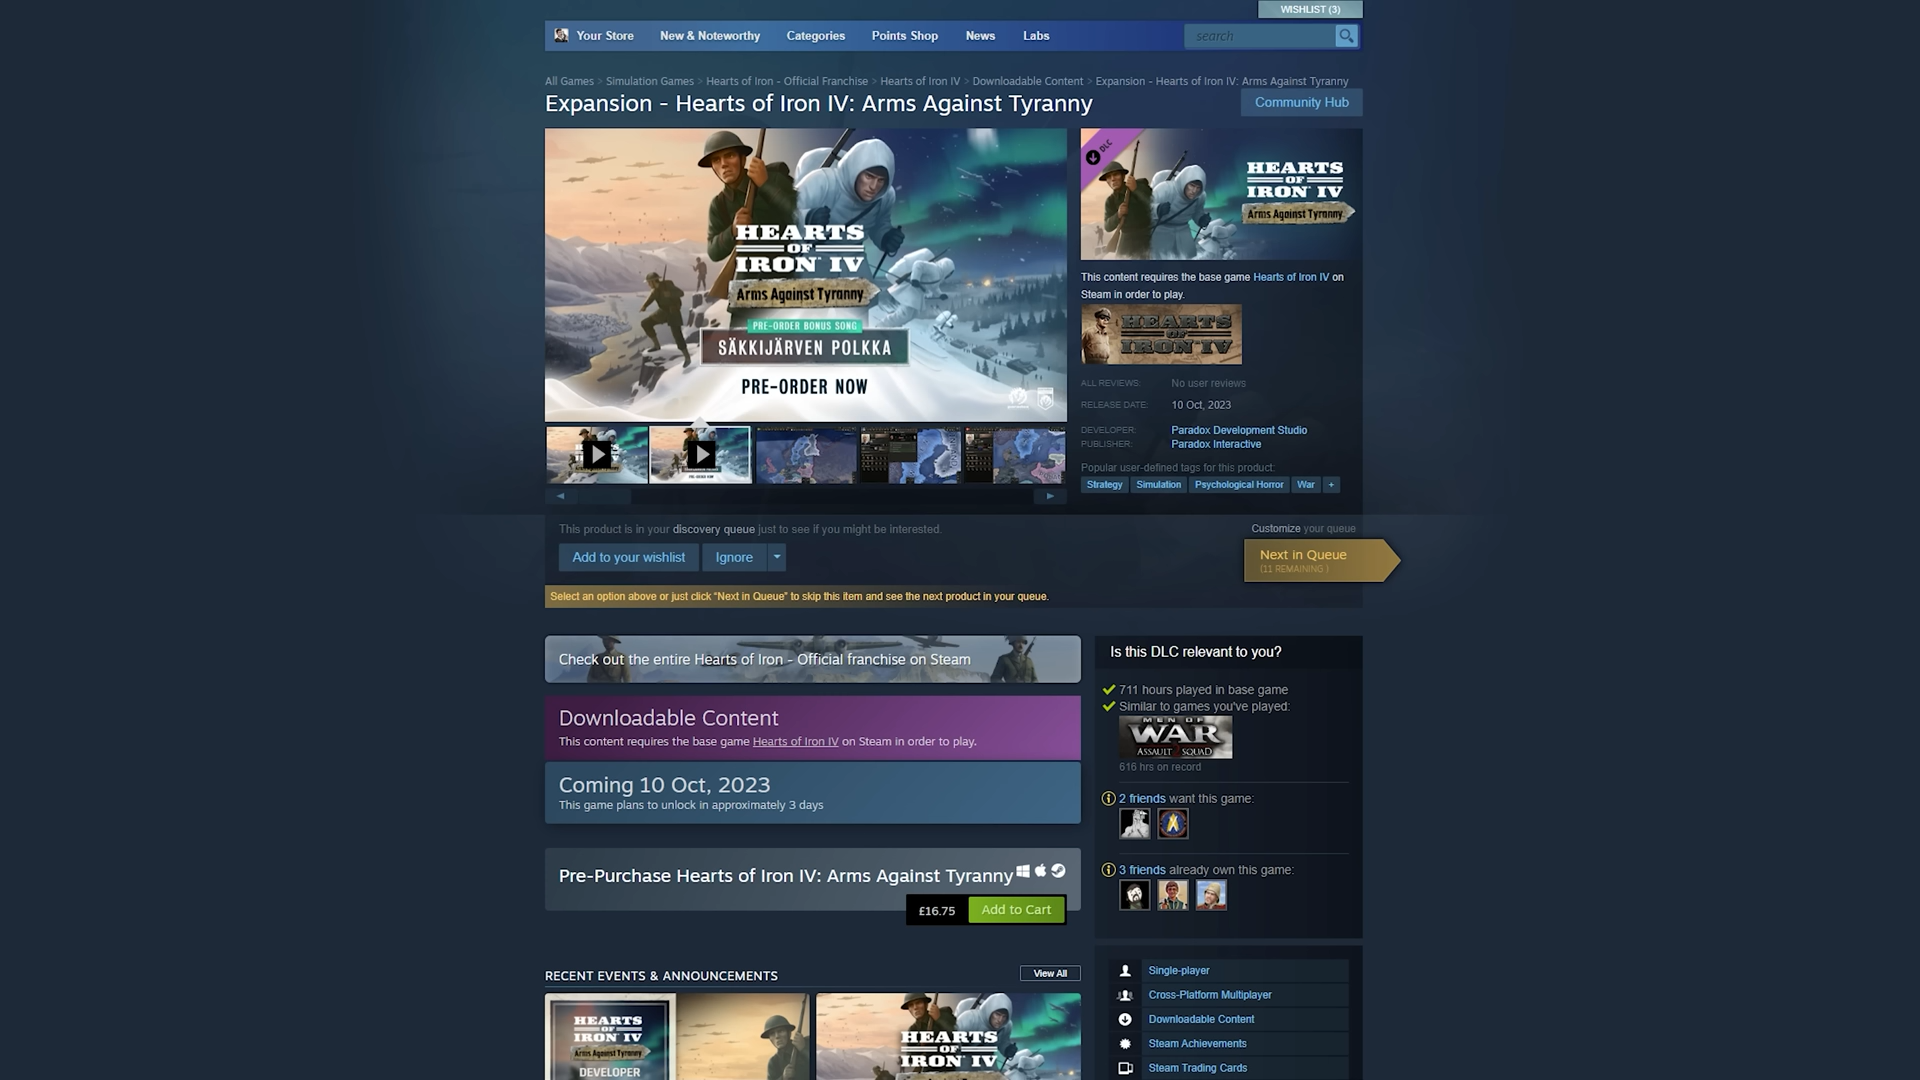 WISHLIST (3)
Your Store
New & Noteworthy
Categories
Points Shop
News
Labs
search
All Games > Simulation Games > Hearts of Iron - Official Franchise > Hearts of Iron IV > Downloadable Content > Expansion - Hearts of Iron IV: Arms Against Tyranny
Expansion - Hearts of Iron IV: Arms Against Tyranny
Community Hub
HEARTS
OF
IRON IV
Arms Against Tyranny
PRE-ORDER BONUS SONG
SÄKKIJÄRVEN POLKKA
PRE-ORDER NOW
DLC
HEARTS
OF
IRON IV
Arms Against Tyranny
This content requires the base game Hearts of Iron IV on
Steam in order to play.
HEARTS
OF
IRON IV
ALL REVIEWS: No user reviews
RELEASE DATE: 10 Oct, 2023
DEVELOPER: Paradox Development Studio
PUBLISHER: Paradox Interactive
Popular user-defined tags for this product:
Strategy Simulation Psychological Horror War +
This product is in your discovery queue just to see if you might be interested.
Customize your queue
Add to your wishlist
Ignore
Next in Queue
(11 REMAINING )
Select an option above or just click "Next in Queue" to skip this item and see the next product in your queue.
Check out the entire Hearts of Iron - Official franchise on Steam
Downloadable Content
This content requires the base game Hearts of Iron IV on Steam in order to play.
Coming 10 Oct, 2023
This game plans to unlock in approximately 3 days
Pre-Purchase Hearts of Iron IV: Arms Against Tyranny
£16.75
Add to Cart
Is this DLC relevant to you?
711 hours played in base game
Similar to games you've played:
MEN OF
WAR
ASSAULT SQUAD
616 hrs on record
2 friends want this game:
3 friends already own this game:
RECENT EVENTS & ANNOUNCEMENTS
View All
HEARTS
OF
IRON IV
Arms Against Tyranny
DEVELOPER
HEARTS
OF
IRON IV
Single-player
Cross-Platform Multiplayer
Downloadable Content
Steam Achievements
Steam Trading Cards